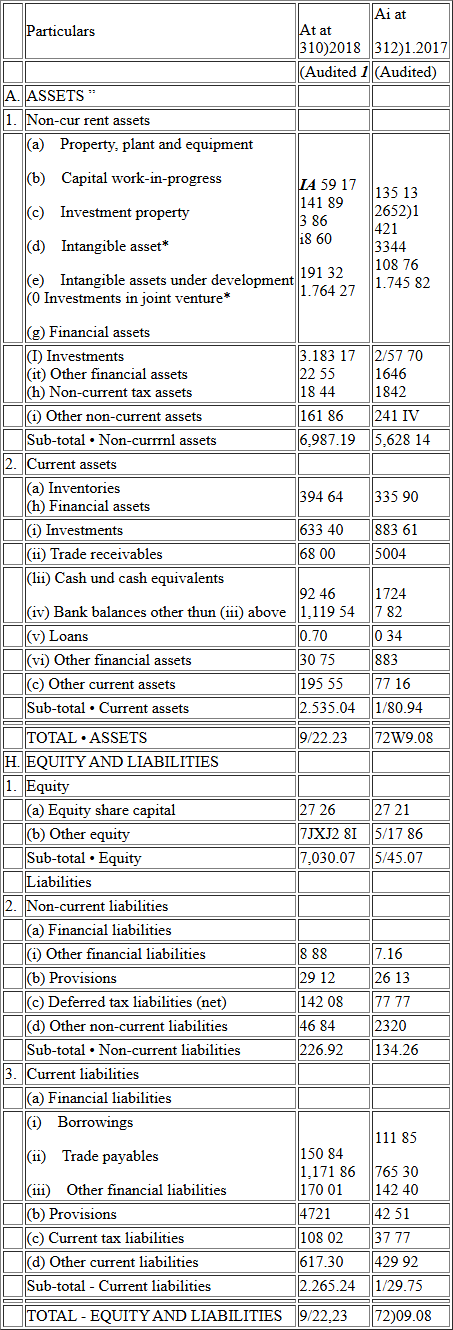 Particulars At at Ai at
310)2018 312)1.2017
(Audited 1 (Audited)
A. ASSETS ”
1. Non-cur rent assets
(a) Property, plant and equipment
(b) Capital work-in-progress IA 59 17 135 13
(c) Investment property 141 89 2652)1
(d) Intangible asset* 3 86 421
i8 60 3344
(e) Intangible assets under development 191 32 108 76
(0 Investments in joint venture* 1.764 27 1.745 82
(g) Financial assets
(I) Investments 3.183 17 2/57 70
(it) Other financial assets 22 55 1646
(h) Non-current tax assets 18 44 1842
(i) Other non-current assets 161 86 241 IV
Sub-total • Non-currrnl assets 6,987.19 5,628 14
2. Current assets
(a) Inventories 394 64 335 90
(h) Financial assets
(i) Investments 633 40 883 61
(ii) Trade receivables 68 00 5004
(lii) Cash und cash equivalents 92 46 1724
(iv) Bank balances other thun (iii) above 1,119 54 7 82
(v) Loans 0.70 0 34
(vi) Other financial assets 30 75 883
(c) Other current assets 195 55 77 16
Sub-total • Current assets 2.535.04 1/80.94
TOTAL • ASSETS 9/22.23 72W9.08
H. EQUITY AND LIABILITIES
1. Equity
(a) Equity share capital 27 26 27 21
(b) Other equity 7JXJ2 8I 5/17 86
Sub-total • Equity 7,030.07 5/45.07
Liabilities
2. Non-current liabilities
(a) Financial liabilities
(i) Other financial liabilities 8 88 7.16
(b) Provisions 29 12 26 13
(c) Deferred tax liabilities (net) 142 08 77 77
(d) Other non-current liabilities 46 84 2320
Sub-total • Non-current liabilities 226.92 134.26
3. Current liabilities
(a) Financial liabilities
(i) Borrowings 111 85
(ii) Trade payables 150 84
1,171 86 765 30
(iii) Other financial liabilities 170 01 142 40
(b) Provisions 4721 42 51
(c) Current tax liabilities 108 02 37 77
(d) Other current liabilities 617.30 429 92
Sub-total - Current liabilities 2.265.24 1/29.75
TOTAL - EQUITY AND LIABILITIES 9/22,23 72)09.08